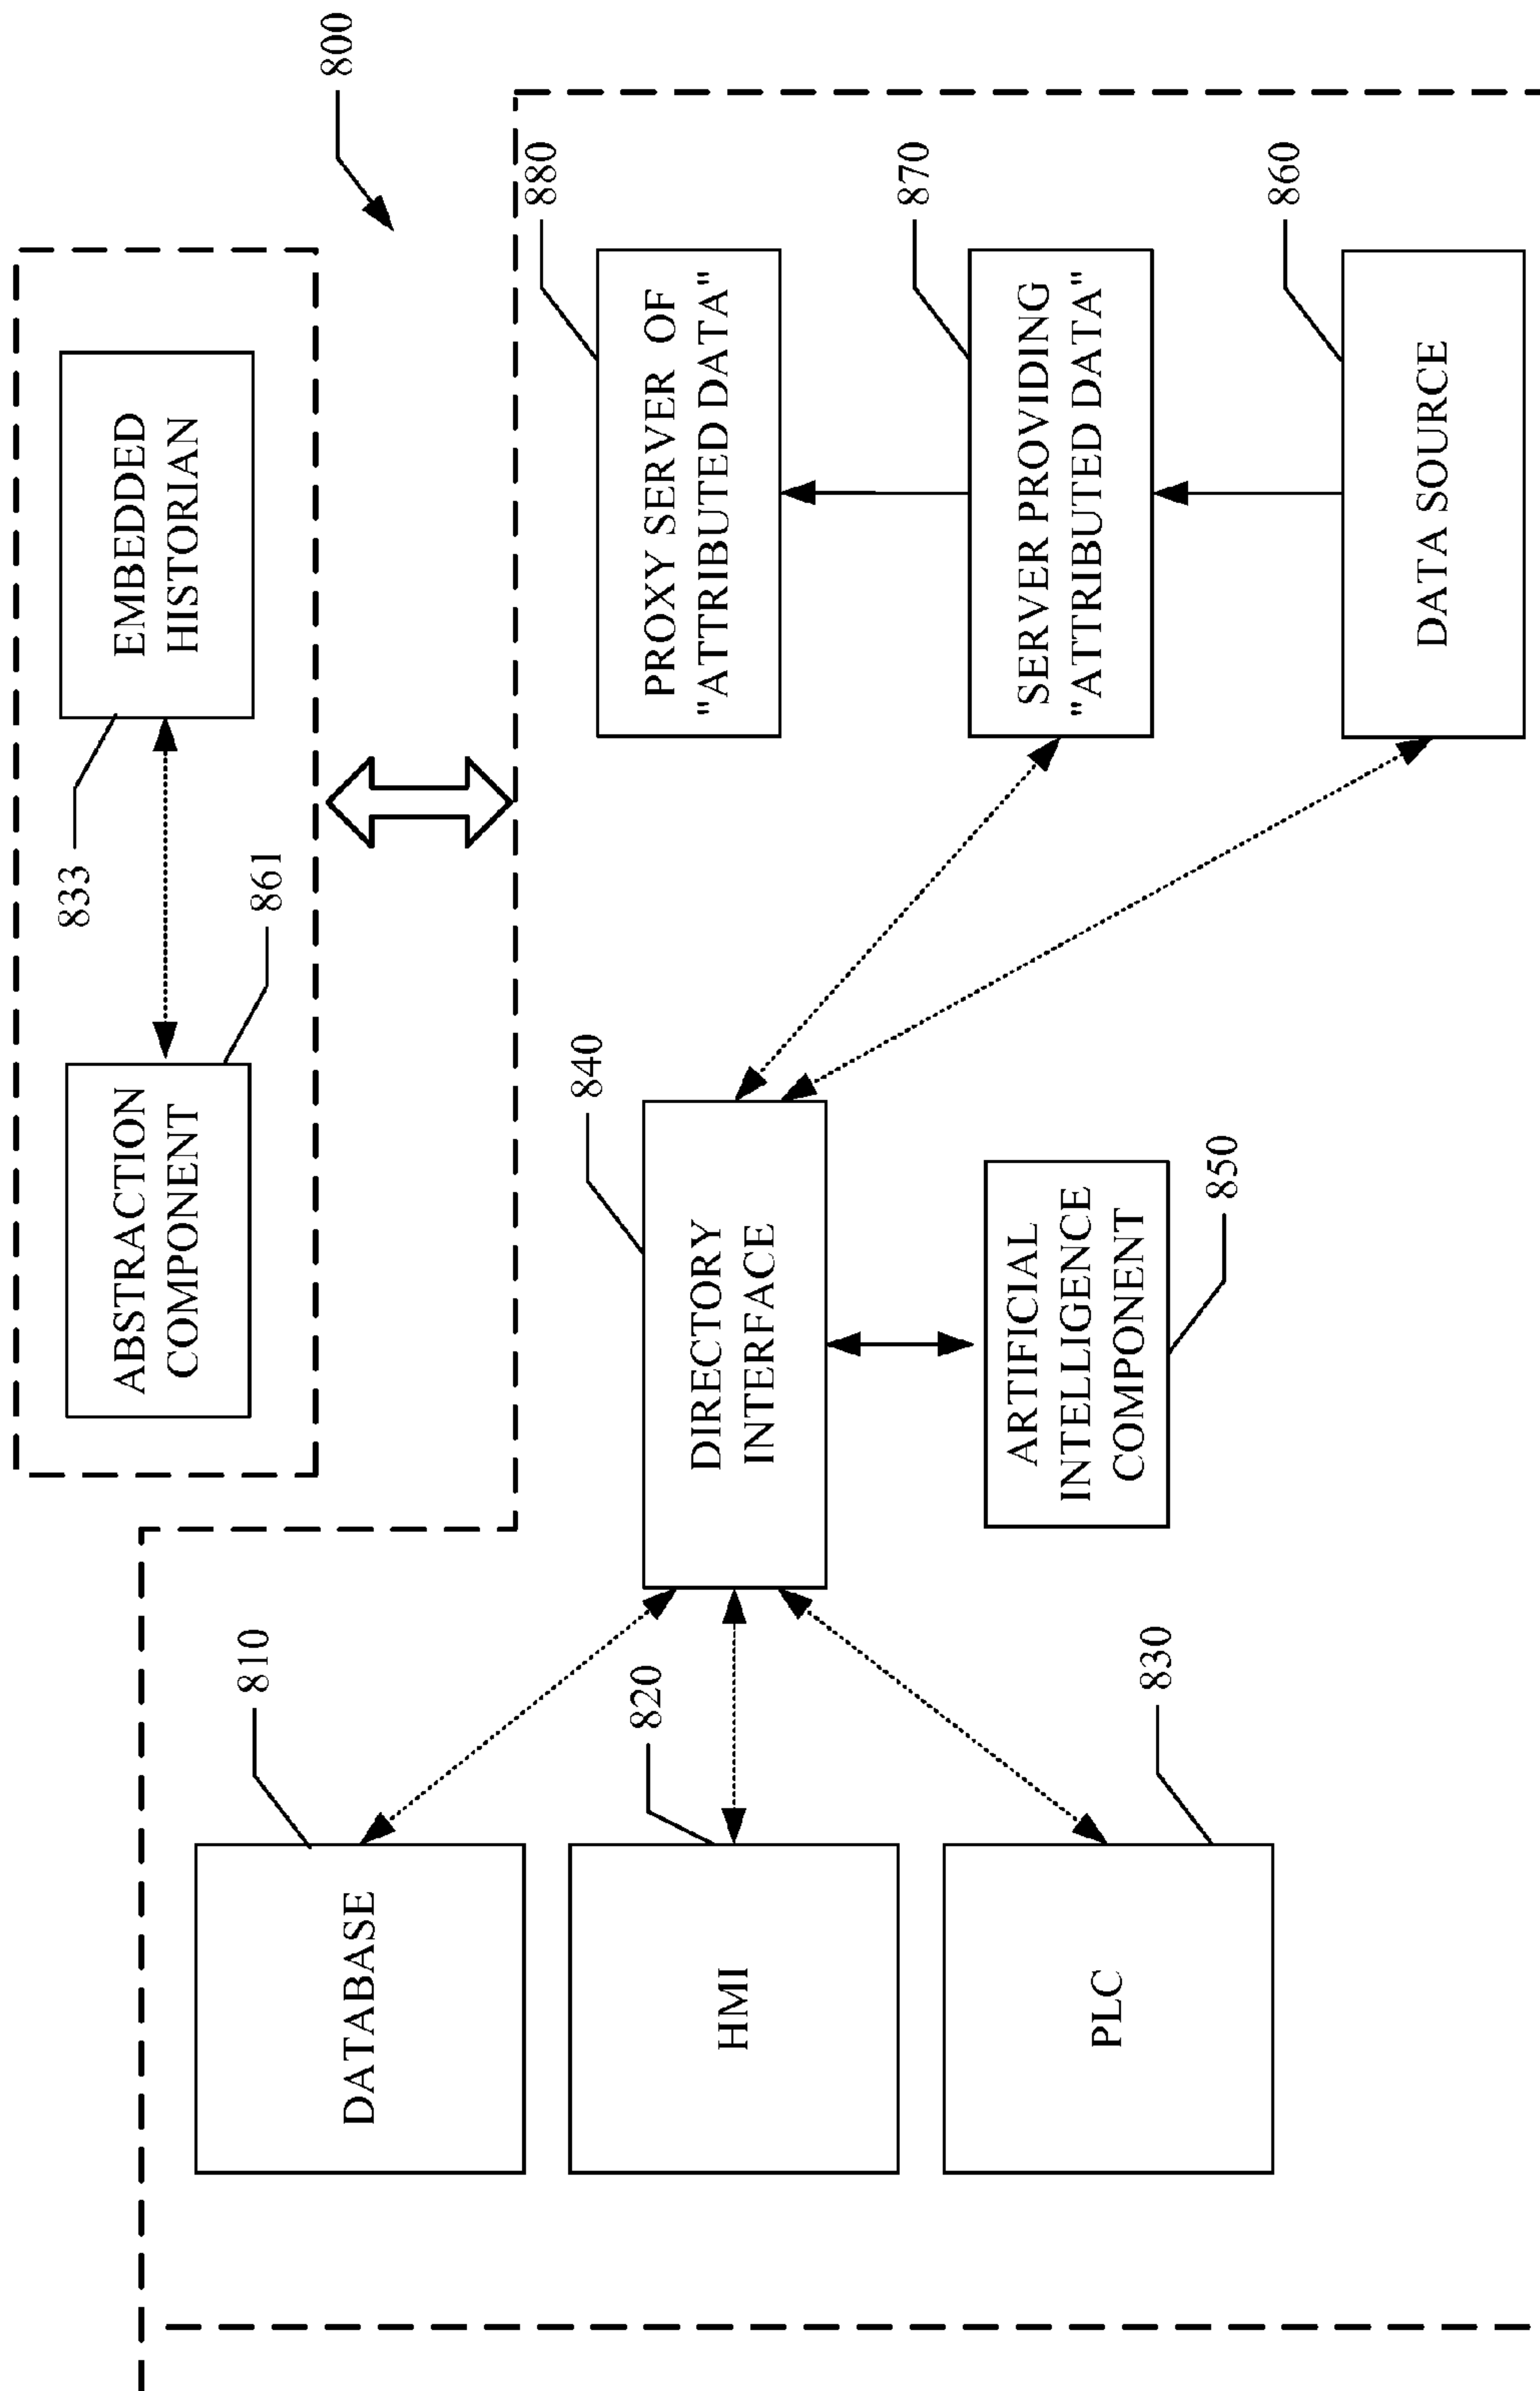 800
EMBEDDED
HISTORIAN
833
ABSTRACTION
COMPONENT
861
810
DATABASE
820
HMI
830
PLC
840
DIRECTORY
INTERFACE
ARTIFICIAL
INTELLIGENCE
COMPONENT
850
880
PROXY SERVER OF
"ATTRIBUTED DATA"
870
SERVER PROVIDING
"ATTRIBUTED DATA"
860
DATA SOURCE